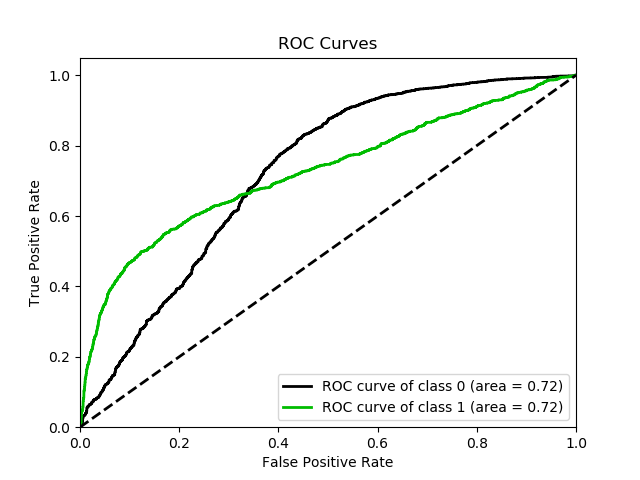 ROC Curves
True Positive Rate
1.0
0.8
0.6
0.4
0.2
0.0
0.0 0.2 0.4 0.6 0.8 1.0
False Positive Rate
ROC curve of class 0 (area = 0.72)
ROC curve of class 1 (area = 0.72)